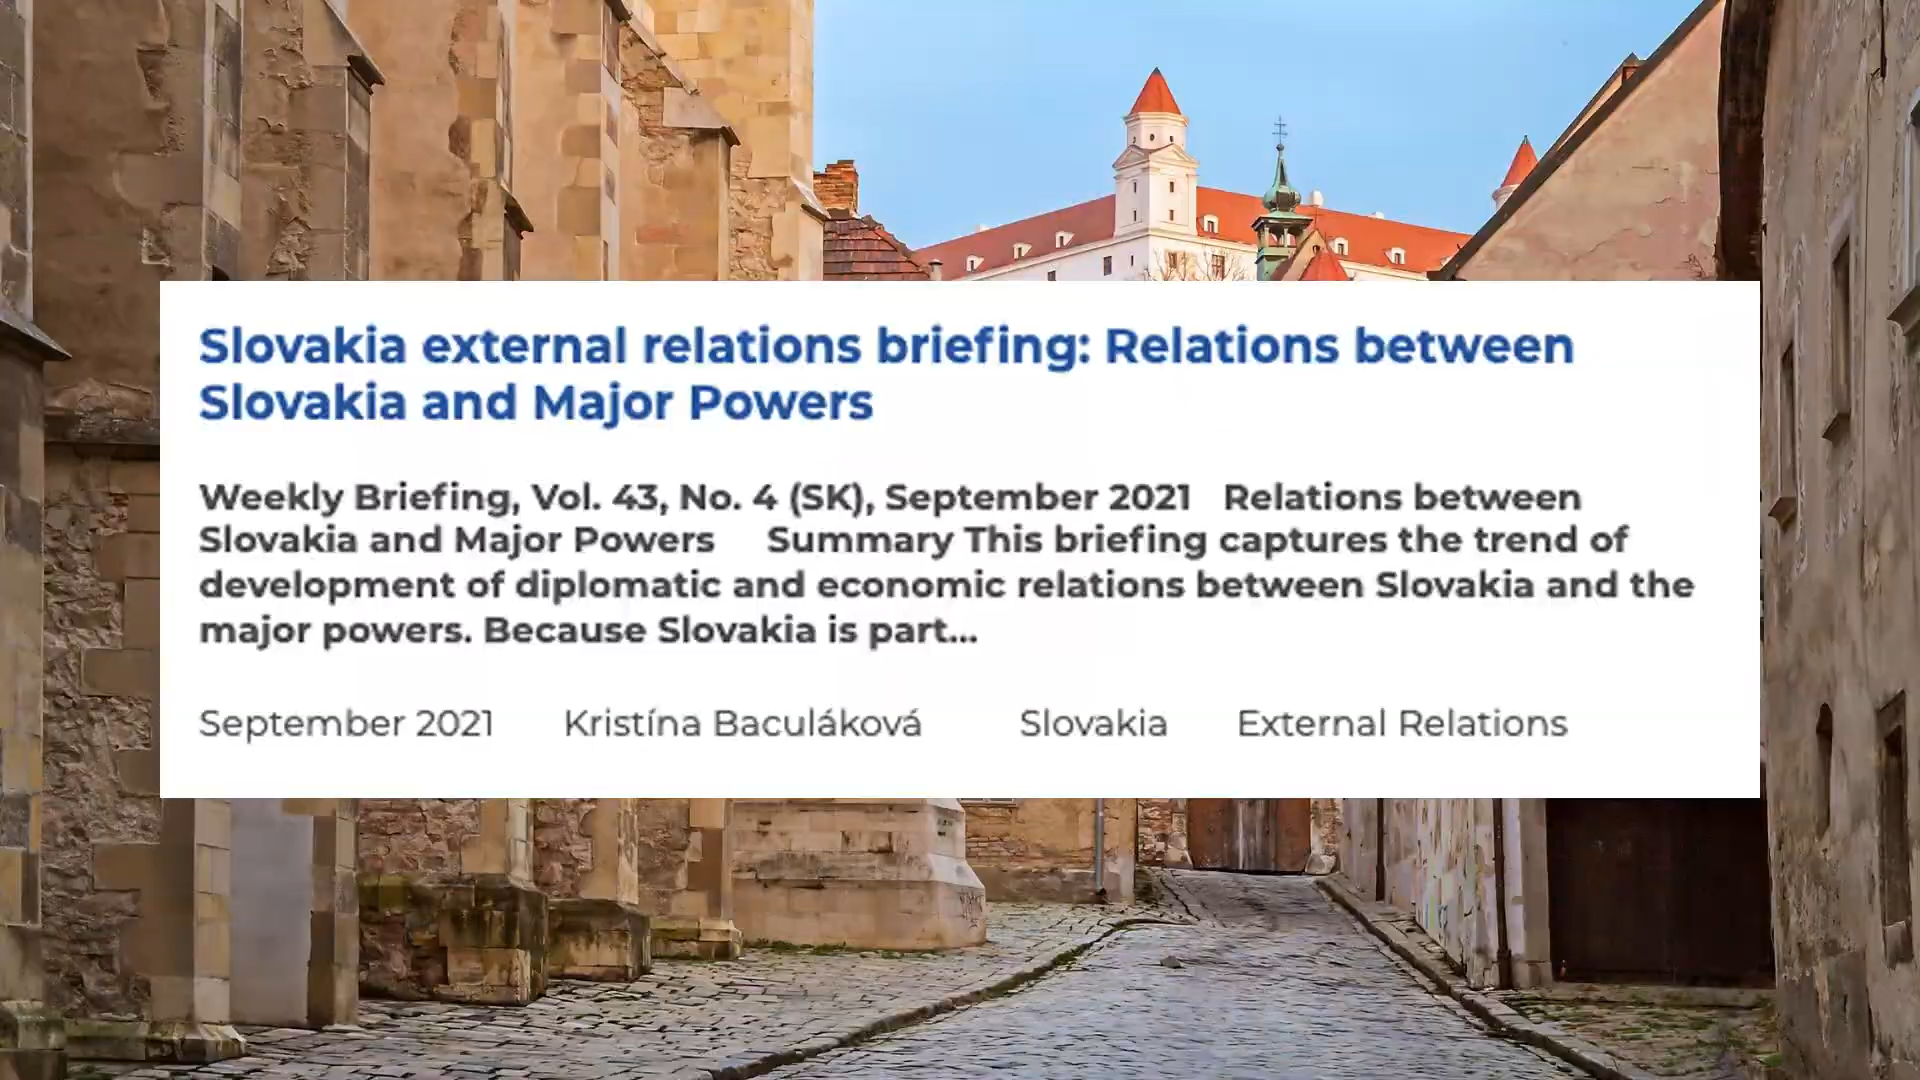 Slovakia external relations briefing: Relations between
Slovakia and Major Powers
Weekly Briefing, Vol. 43, No. 4 (SK), September 2021 Relations between
Slovakia and Major Powers Summary This briefing captures the trend of
development of diplomatic and economic relations between Slovakia and the
major powers. Because Slovakia is part...
September 2021 Kristína Baculáková Slovakia External Relations